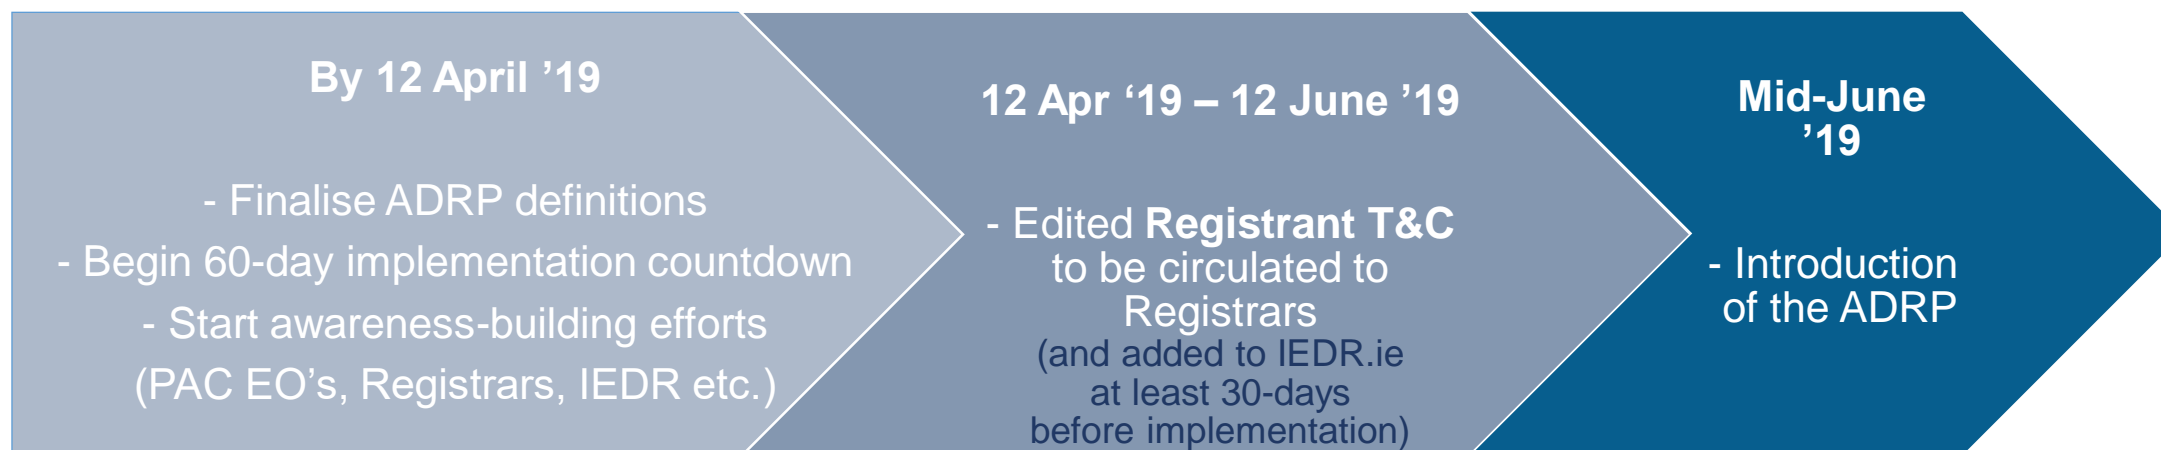 By 12 April ’19
- Finalise ADRP definitions
- Begin 60-day implementation countdown
- Start awareness-building efforts
(PAC EO’s, Registrars, IEDR etc.)
12 Apr ‘19 – 12 June ’19
- Edited Registrant T&C
to be circulated to
Registrars
(and added to IEDR.ie
at least 30-days
before implementation)
Mid-June
’19
- Introduction
of the ADRP